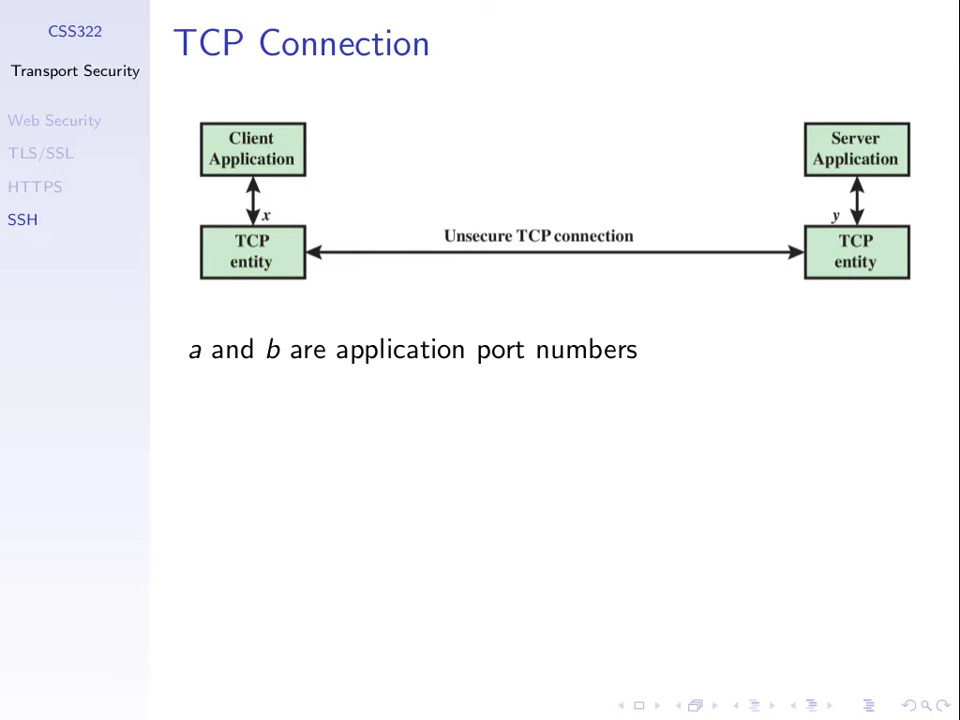 CSS322
Transport Security
Web Security
TLS/SSL
HTTPS
SSH
TCP Connection
Client
Application
Server
Application
x
y
TCP
entity
Unsecure TCP connection
TCP
entity
a and b are application port numbers